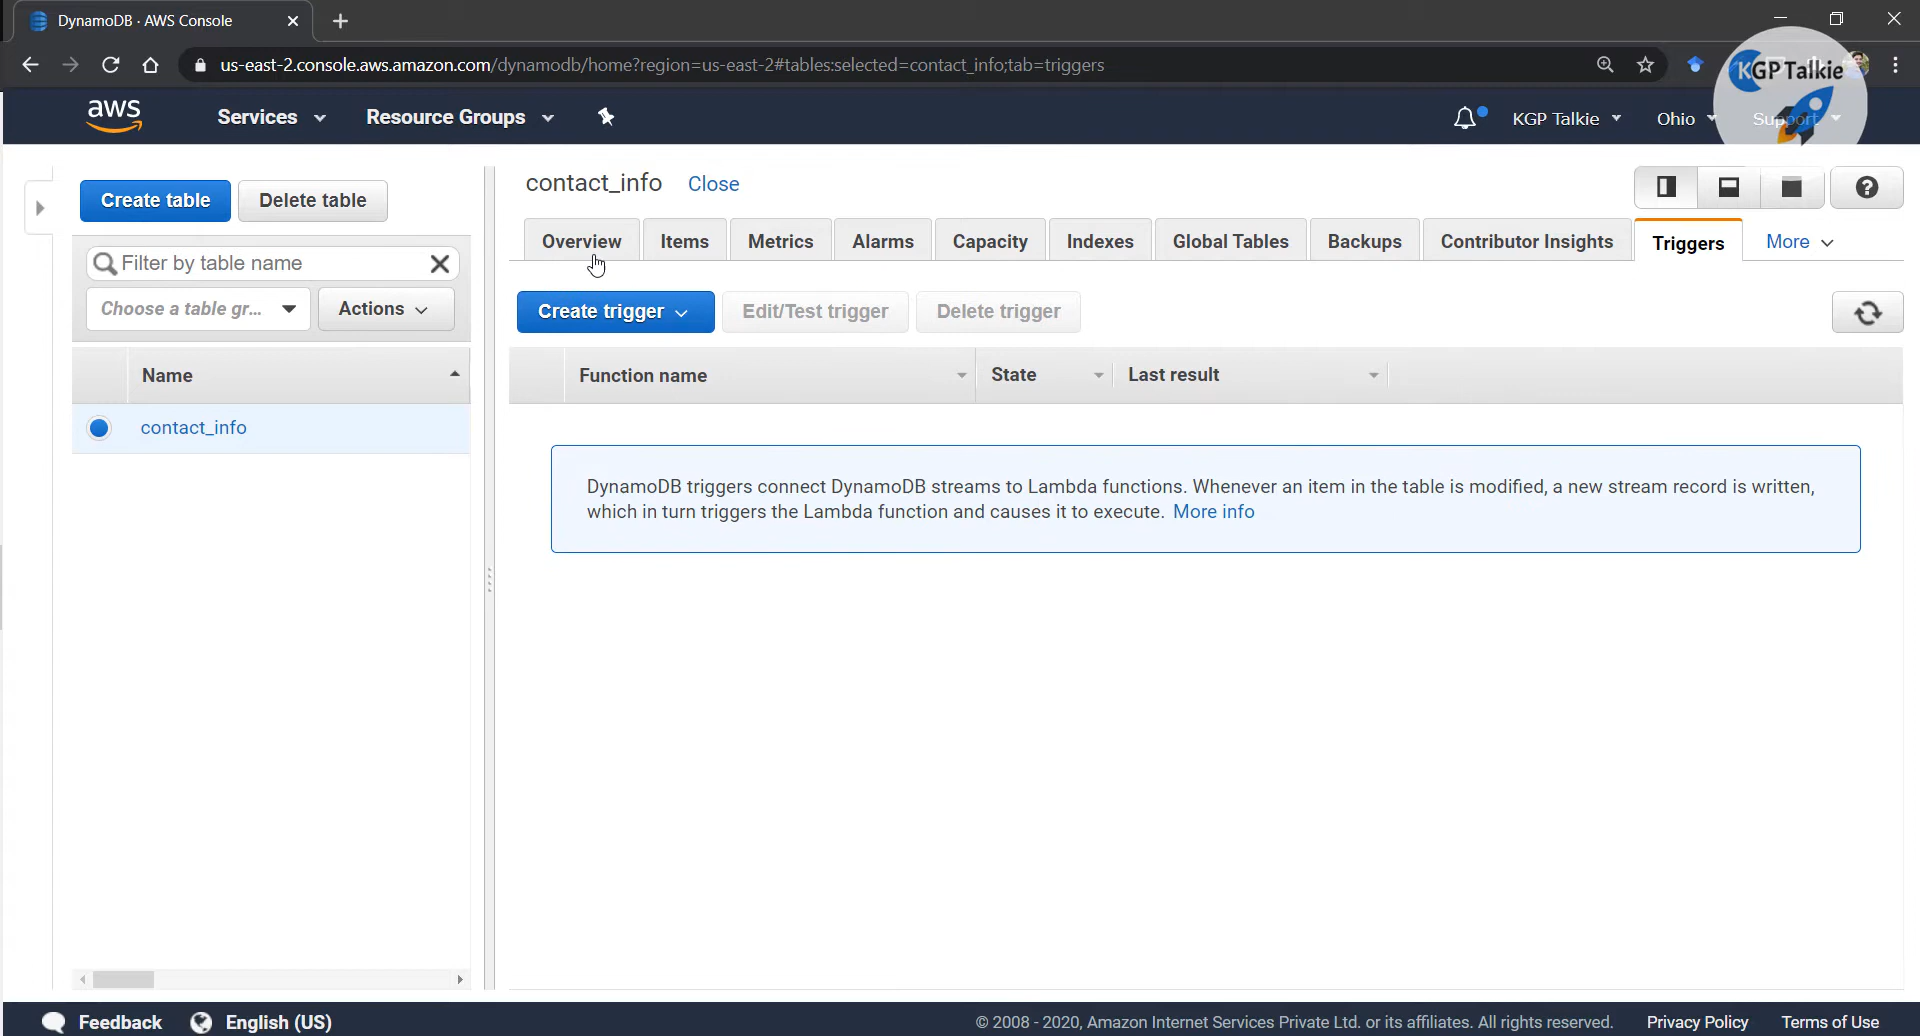 DynamoDB · AWS Console
us-east-2.console.aws.amazon.com/dynamodb/home?region=us-east-2#tables:selected=contact_info;tab=triggers
KGPTalkie
aws Services Resource Groups KGP Talkie Ohio Support
Create table Delete table
Filter by table name
Choose a table gr... Actions
Name
contact_info
contact_info Close
Overview Items Metrics Alarms Capacity Indexes Global Tables Backups Contributor Insights Triggers More
Create trigger Edit/Test trigger Delete trigger
Function name State Last result
DynamoDB triggers connect DynamoDB streams to Lambda functions. Whenever an item in the table is modified, a new stream record is written,
which in turn triggers the Lambda function and causes it to execute. More info
Feedback English (US) © 2008 - 2020, Amazon Internet Services Private Ltd. or its affiliates. All rights reserved. Privacy Policy Terms of Use